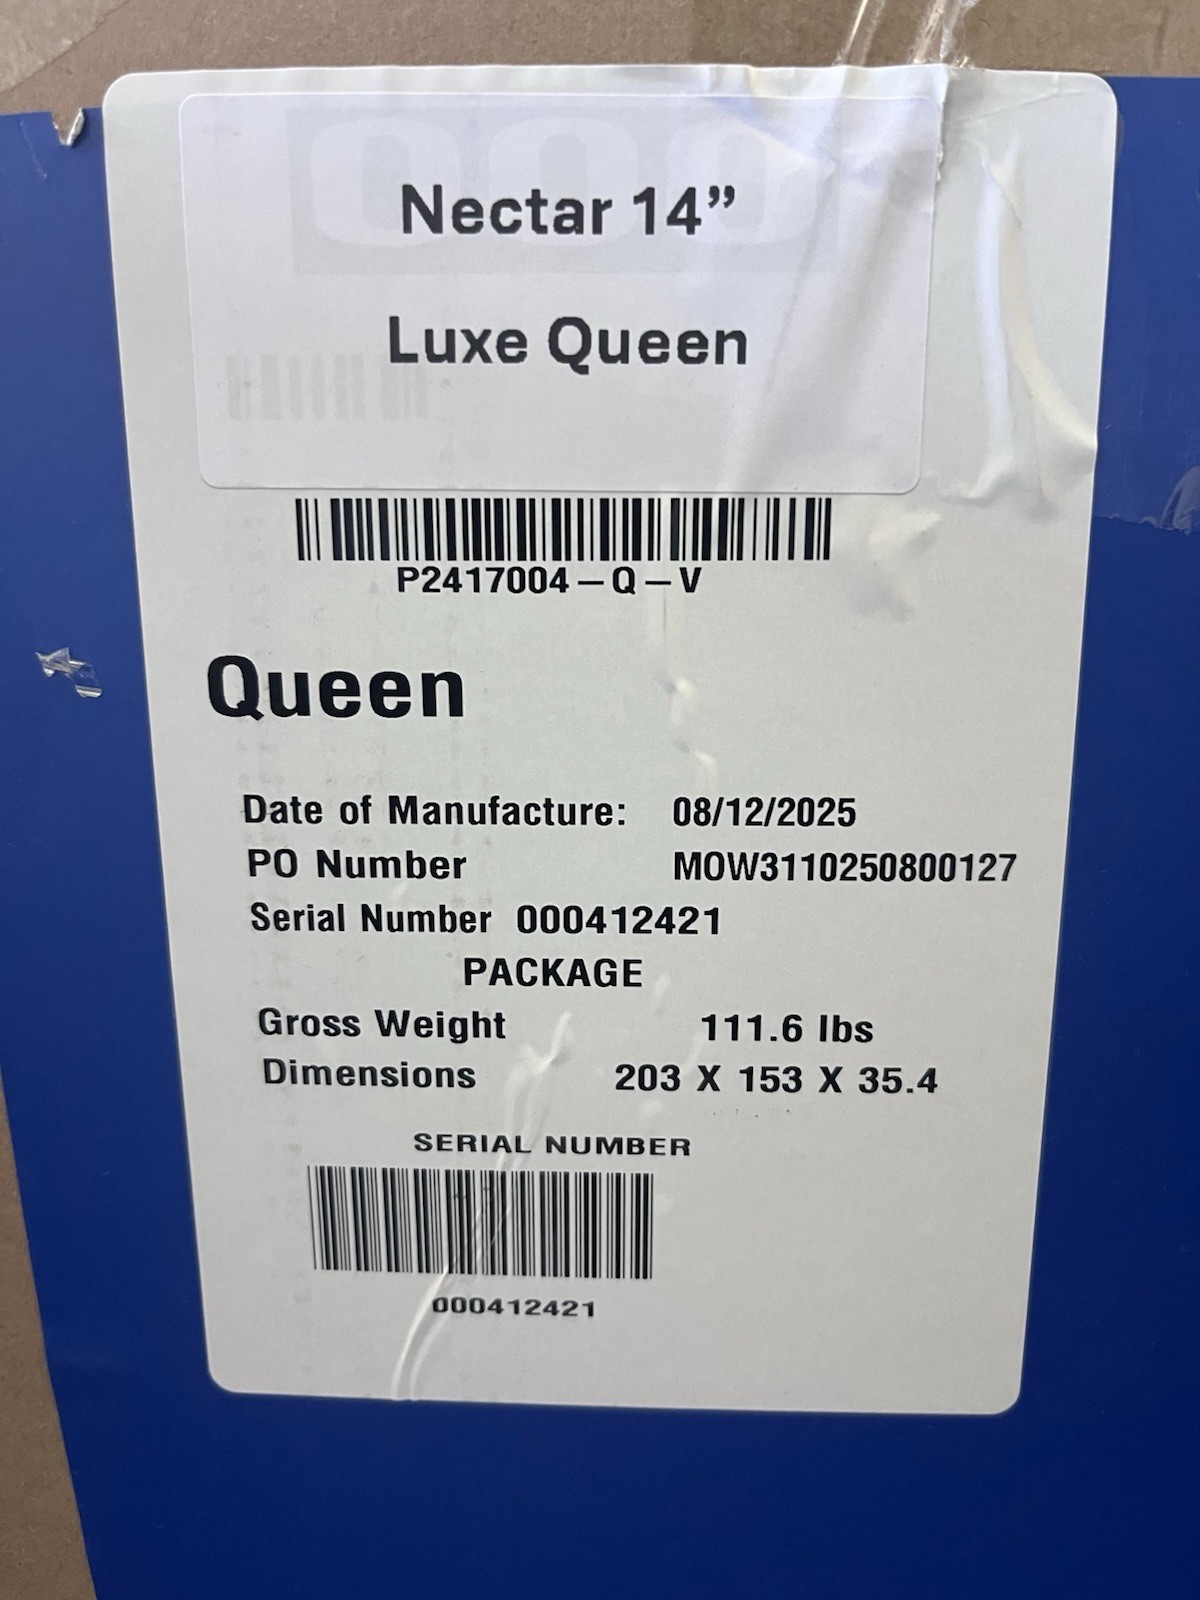 Nectar 14”
Luxe Queen
P2417004-Q-V
Queen
Date of Manufacture: 08/12/2025
PO Number MOW3110250800127
Serial Number 000412421
PACKAGE
Gross Weight 111.6 lbs
Dimensions 203 X 153 X 35.4
SERIAL NUMBER
000412421